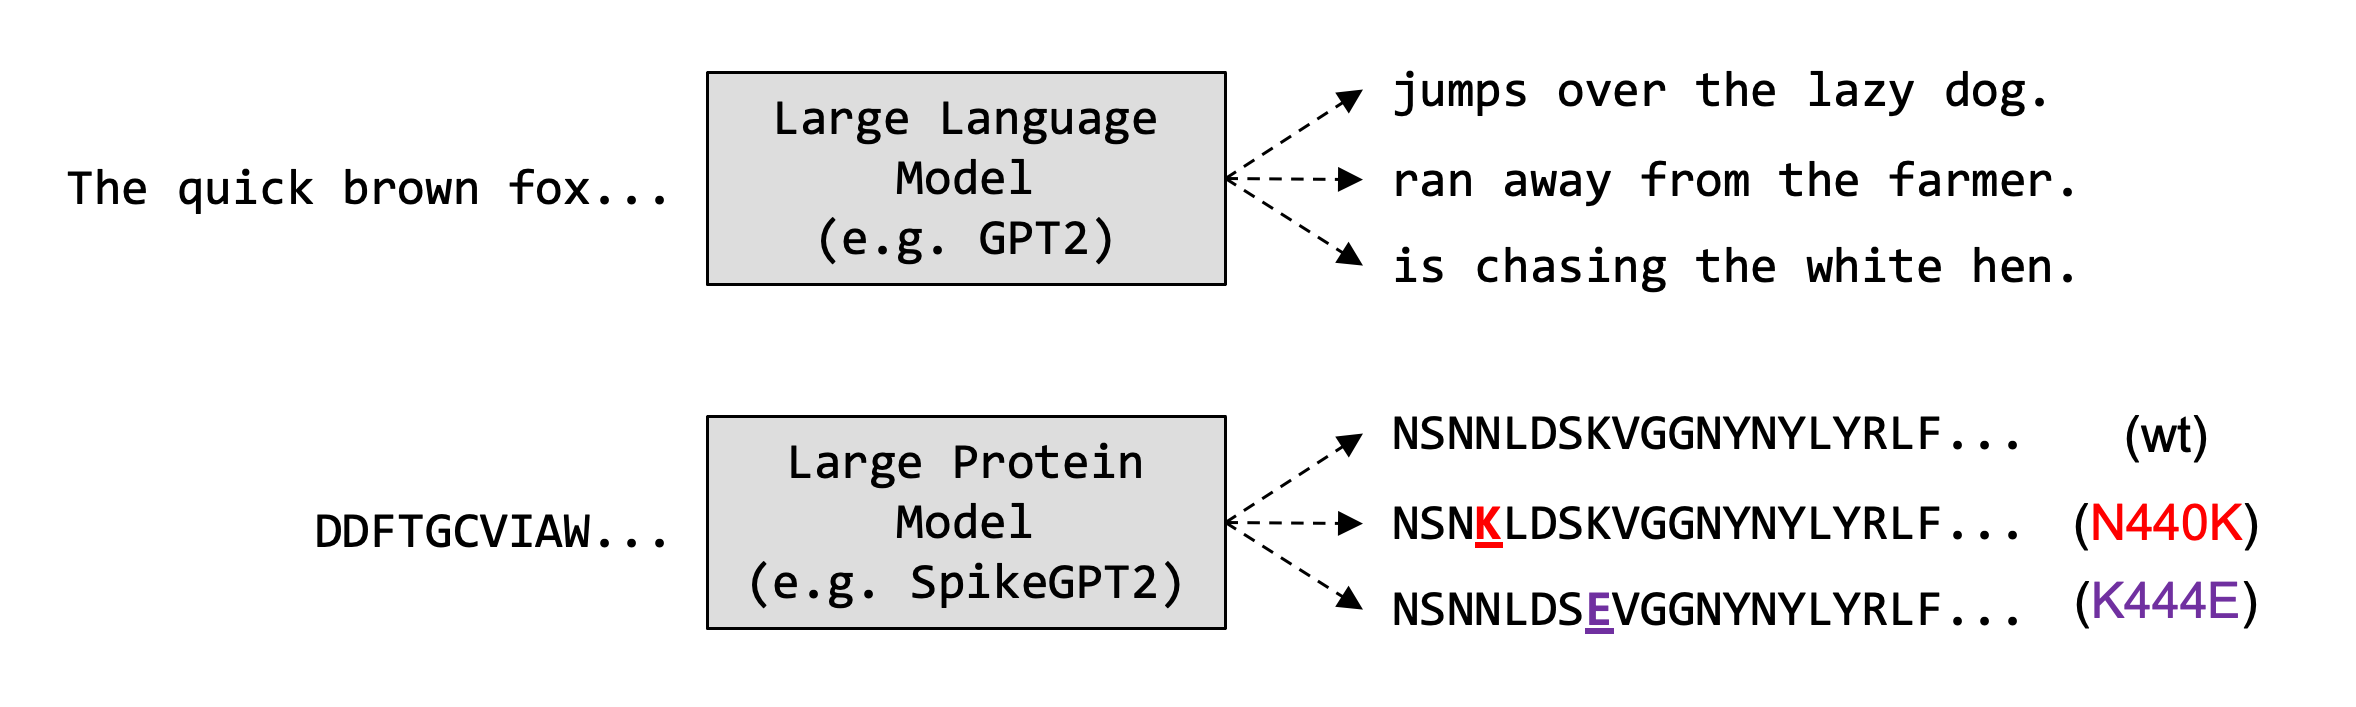 The quick brown fox...
Large Language
Model
(e.g. GPT2)
jumps over the lazy dog.
ran away from the farmer.
is chasing the white hen.
DDFTGCVIAW...
Large Protein
Model
(e.g. SpikeGPT2)
NSNNLDSKVGGNYNYLYRLF... (wt)
NSNKLDSKVGGNYNYLYRLF... (N440K)
NSNNLDSEVGGNYNYLYRLF... (K444E)